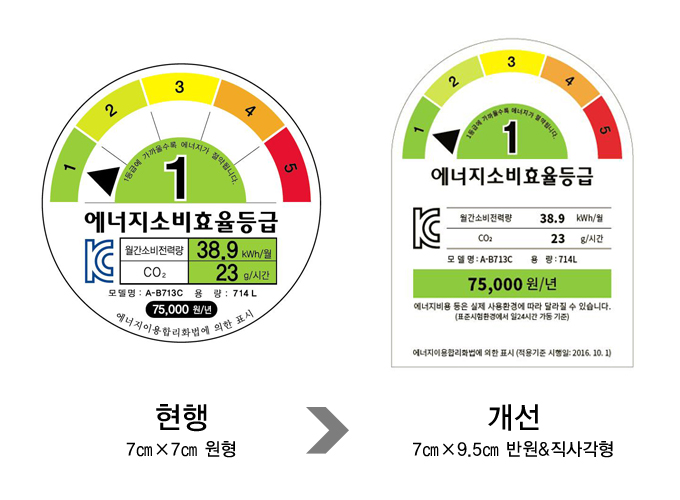 1 2 3 4 5
1등급에 가까울수록 에너지가 절약됩니다.
1
에너지소비효율등급
월간소비전력량 38.9 kWh/월
CO₂ 23 g/시간
모델명 : A-B713C 용 량 : 714 L
75,000 원/년
에너지이용합리화법에 의한 표시
현행
7㎝×7㎝ 원형
1 2 3 4 5
1등급에 가까울수록 에너지가 절약됩니다.
1
에너지소비효율등급
월간소비전력량 38.9 kWh/월
CO₂ 23 g/시간
모델명 : A-B713C 용 량 : 714L
75,000 원/년
에너지비용 등은 실제 사용환경에 따라 달라질 수 있습니다.
(표준시험환경에서 일24시간 가동 기준)
에너지이용합리화법에 의한 표시 (적용기준 시행일: 2016. 10. 1)
개선
7㎝×9.5㎝ 반원&직사각형